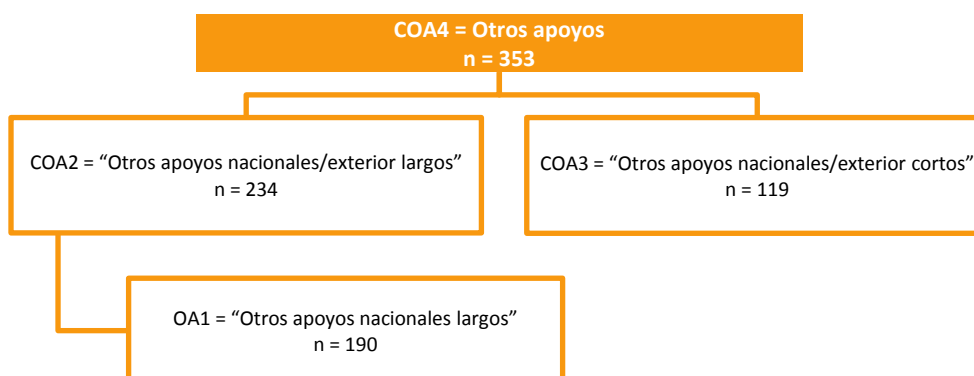 COA4 = Otros apoyos
n = 353
COA2 = “Otros apoyos nacionales/exterior largos”
n = 234
COA3 = “Otros apoyos nacionales/exterior cortos”
n = 119
OA1 = “Otros apoyos nacionales largos”
n = 190